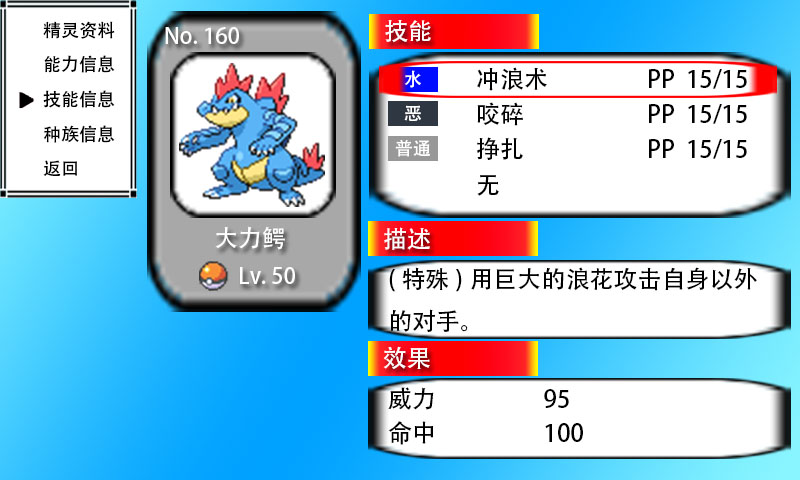 精灵资料
能力信息
技能信息
种族信息
返回
No. 160
大力鳄
Lv. 50
技能
水 冲浪术 PP 15/15
恶 咬碎 PP 15/15
普通 挣扎 PP 15/15
无
描述
(特殊)用巨大的浪花攻击自身以外
的对手。
效果
威力 95
命中 100